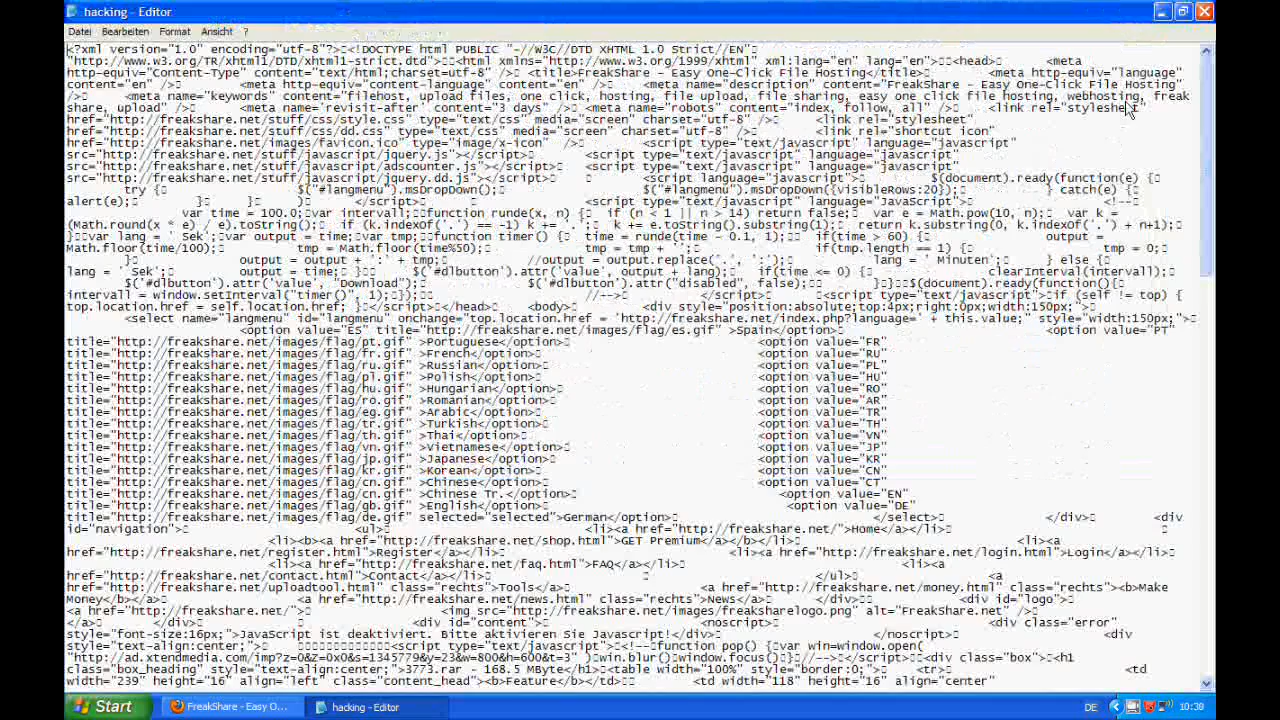 hacking - Editor
Datei Bearbeiten Format Ansicht ?
<?xml version="1.0" encoding="utf-8"?>▯<!DOCTYPE html PUBLIC "-//W3C//DTD XHTML 1.0 Strict//EN"▯
"http://www.w3.org/TR/xhtml1/DTD/xhtml1-strict.dtd">▯<html xmlns="http://www.w3.org/1999/xhtml" xml:lang="en" lang="en">▯<head>▯ <meta
http-equiv="Content-Type" content="text/html;charset=utf-8" /> <title>FreakShare - Easy One-Click File Hosting</title>▯ <meta http-equiv="language"
content="en" />▯ <meta http-equiv="content-language" content="en" />▯ <meta name="description" content="FreakShare - Easy One-Click File Hosting"
/>▯ <meta name="keywords" content="filehost, upload files, one click, hosting, file upload, file sharing, easy one click file hosting, webhosting, freak
share, upload" /> <meta name="revisit-after" content="3 days" /▯ <meta name="robots" content="index, follow, all" />▯ <link rel="stylesheet"
href="http://freakshare.net/stuff/css/style.css" type="text/css" media="screen" charset="utf-8" />▯ <link rel="stylesheet"
href="http://freakshare.net/stuff/css/dd.css" type="text/css" media="screen" charset="utf-8" />▯ <link rel="shortcut icon"
href="http://freakshare.net/images/favicon.ico" type="image/x-icon" />▯ <script type="text/javascript" language="javascript"
src="http://freakshare.net/stuff/javascript/jquery.js"></script>▯ <script type="text/javascript" language="javascript"
src="http://freakshare.net/stuff/javascript/adscounter.js"></script>▯ <script type="text/javascript" language="javascript"
src="http://freakshare.net/stuff/javascript/jquery.dd.js"></script>▯ <script language="javascript">▯ $(document).ready(function(e) {▯
try {▯ $("#langmenu").msDropDown();▯ $("#langmenu").msDropDown({visibleRows:20});▯ } catch(e) {▯
alert(e);▯ }▯ }▯ )▯ </script>▯ <script type="text/javascript" language="JavaScript">▯ <!--▯
var time = 100.0;▯var intervall;▯function runde(x, n) {▯ if (n < 1 || n > 14) return false;▯ var e = Math.pow(10, n);▯ var k =
(Math.round(x * e) / e).toString();▯ if (k.indexOf('.') == -1) k += '.';▯ k += e.toString().substring(1);▯ return k.substring(0, k.indexOf('.') + n+1);▯
}▯var lang = ' Sek';▯var output = time;▯var tmp;▯function timer() {▯ time = runde(time - 0.1, 1);▯ if(time > 60) {▯ output =
Math.floor(time/100);▯ tmp = Math.floor(time%50);▯ tmp = tmp + '';▯ if(tmp.length == 1) {▯ tmp = 0;▯
}▯ output = output + ':' + tmp;▯ //output = output.replace('.', ':');▯ lang = ' Minuten';▯ } else {▯
lang = ' Sek';▯ output = time;▯ }▯ $('#dlbutton').attr('value', output + lang);▯ if(time <= 0) {▯ clearInterval(intervall);▯
$("#dlbutton").attr("value", "Download");▯ $("#dlbutton").attr("disabled", false);▯ }▯ }▯$(document).ready(function(){▯
intervall = window.setInterval("timer()", 1);▯});▯ //-->▯ </script>▯ <script type="text/javascript">▯if (self != top) {
top.location.href = self.location.href; }▯</script>▯</head>▯ <body>▯ <div style="position:absolute;top:4px;right:0px;width:150px;">▯
<select name="langmenu" id="langmenu" onchange="top.location.href = 'http://freakshare.net/index.php?language=' + this.value;" style="width:150px;">▯
<option value="ES" title="http://freakshare.net/images/flag/es.gif" >Spain</option>▯ <option value="PT"
title="http://freakshare.net/images/flag/pt.gif" >Portuguese</option>▯ <option value="FR"
title="http://freakshare.net/images/flag/fr.gif" >French</option>▯ <option value="RU"
title="http://freakshare.net/images/flag/ru.gif" >Russian</option>▯ <option value="PL"
title="http://freakshare.net/images/flag/pl.gif" >Polish</option>▯ <option value="HU"
title="http://freakshare.net/images/flag/hu.gif" >Hungarian</option>▯ <option value="RO"
title="http://freakshare.net/images/flag/ro.gif" >Romanian</option>▯ <option value="AR"
title="http://freakshare.net/images/flag/eg.gif" >Arabic</option>▯ <option value="TR"
title="http://freakshare.net/images/flag/tr.gif" >Turkish</option>▯ <option value="TH"
title="http://freakshare.net/images/flag/th.gif" >Thai</option>▯ <option value="VN"
title="http://freakshare.net/images/flag/vn.gif" >Vietnamese</option>▯ <option value="JP"
title="http://freakshare.net/images/flag/jp.gif" >Japanese</option>▯ <option value="KR"
title="http://freakshare.net/images/flag/kr.gif" >Korean</option>▯ <option value="CN"
title="http://freakshare.net/images/flag/cn.gif" >Chinese</option>▯ <option value="CT"
title="http://freakshare.net/images/flag/cn.gif" >Chinese Tr.</option>▯ <option value="EN"
title="http://freakshare.net/images/flag/gb.gif" >English</option>▯ <option value="DE"
title="http://freakshare.net/images/flag/de.gif" selected="selected">German</option>▯ </select>▯ </div>▯ <div
id="navigation">▯ <ul>▯ <li><a href="http://freakshare.net/">Home</a></li>▯
<li><b><a href="http://freakshare.net/shop.html">GET Premium</a></b></li>▯ <li><a
href="http://freakshare.net/register.html">Register</a></li>▯ <li><a href="http://freakshare.net/login.html">Login</a></li>▯
<li><a href="http://freakshare.net/faq.html">FAQ</a></li>▯ <li><a
href="http://freakshare.net/contact.html">Contact</a></li>▯ ▯ </ul>▯ <a
href="http://freakshare.net/uploadtool.html" class="rechts">Tools</a>▯ <a href="http://freakshare.net/money.html" class="rechts"><b>Make
Money</b></a>▯ <a href="http://freakshare.net/news.html" class="rechts">News</a>▯ </div>▯ <div id="logo">▯
<a href="http://freakshare.net/">▯ <img src="http://freakshare.net/images/freaksharelogo.png" alt="FreakShare.net" />▯
</a>▯ </div>▯ <div id="content">▯ <noscript>▯ <div class="error"
style="font-size:16px;">JavaScript ist deaktiviert. Bitte aktivieren Sie Javascript!</div>▯ </noscript>▯ <div
style="text-align:center;"> ▯▯▯▯▯▯▯▯▯▯▯<script type="text/javascript">▯<!--▯function pop() {▯var win=window.open(
"http://ad.xtendmedia.com/imp?z=0&Z=0x0&s=1345779&y=23&w=800&h=600&t=3" )▯win.blur()▯window.focus()▯}▯//-->▯</script>▯<div class="box">▯<h1
class="box_heading" style="text-align:center;">3773.rar - 168.5 MByte</h1>▯<table width="100%" style="border:0;">▯ <tr>▯ <td
width="239" height="16" align="left" class="content_head"><b>Feature</b></td>▯ <td width="118" height="16" align="center"
Start FreakShare - Easy O... hacking - Editor DE 10:30